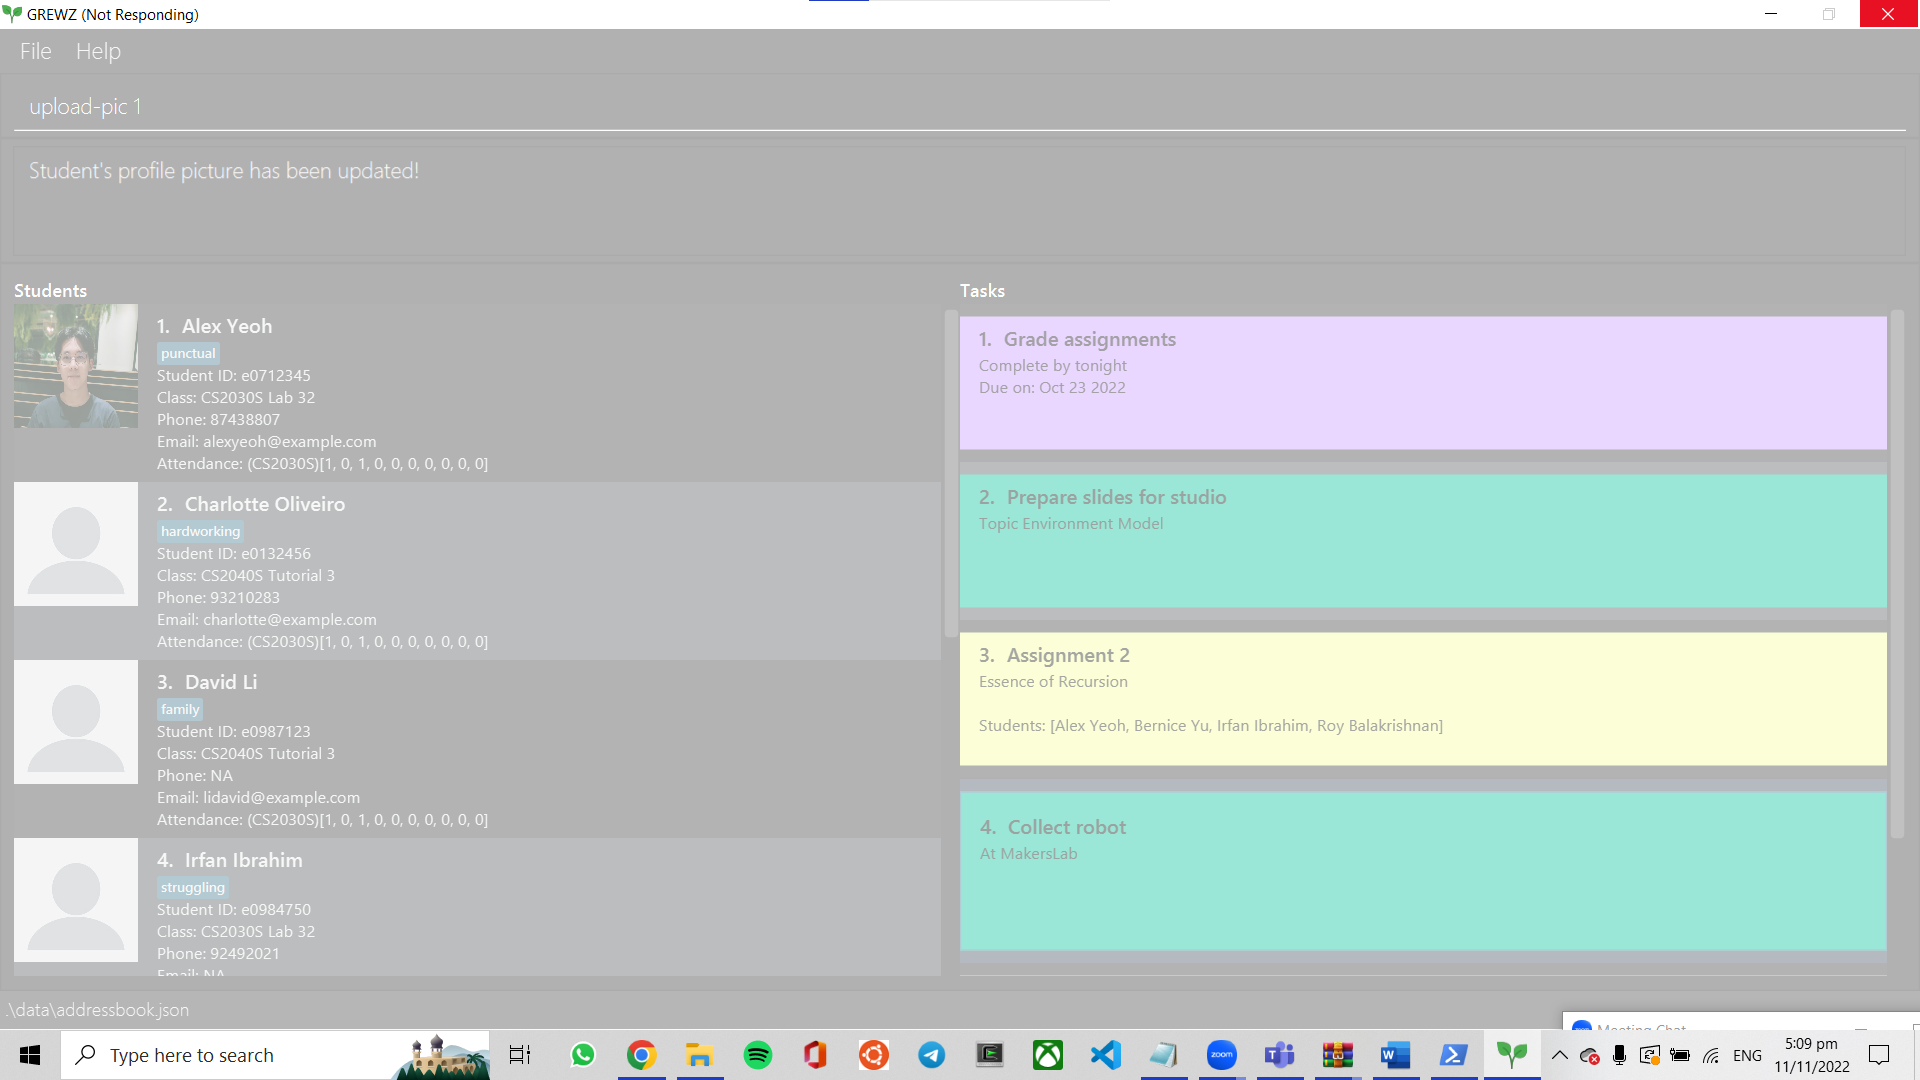 GREWZ (Not Responding)
File Help
upload-pic 1
Student's profile picture has been updated!
Students
1. Alex Yeoh
punctual
Student ID: e0712345
Class: CS2030S Lab 32
Phone: 87438807
Email: alexyeoh@example.com
Attendance: (CS2030S)[1, 0, 1, 0, 0, 0, 0, 0, 0, 0]
2. Charlotte Oliveiro
hardworking
Student ID: e0132456
Class: CS2040S Tutorial 3
Phone: 93210283
Email: charlotte@example.com
Attendance: (CS2030S)[1, 0, 1, 0, 0, 0, 0, 0, 0, 0]
3. David Li
family
Student ID: e0987123
Class: CS2040S Tutorial 3
Phone: NA
Email: lidavid@example.com
Attendance: (CS2030S)[1, 0, 1, 0, 0, 0, 0, 0, 0, 0]
4. Irfan Ibrahim
struggling
Student ID: e0984750
Class: CS2030S Lab 32
Phone: 92492021
Email: NA
Tasks
1. Grade assignments
Complete by tonight
Due on: Oct 23 2022
2. Prepare slides for studio
Topic Environment Model
3. Assignment 2
Essence of Recursion
Students: [Alex Yeoh, Bernice Yu, Irfan Ibrahim, Roy Balakrishnan]
4. Collect robot
At MakersLab
.\data\addressbook.json
Meeting Chat
Type here to search
zoom
ENG
5:09 pm
11/11/2022